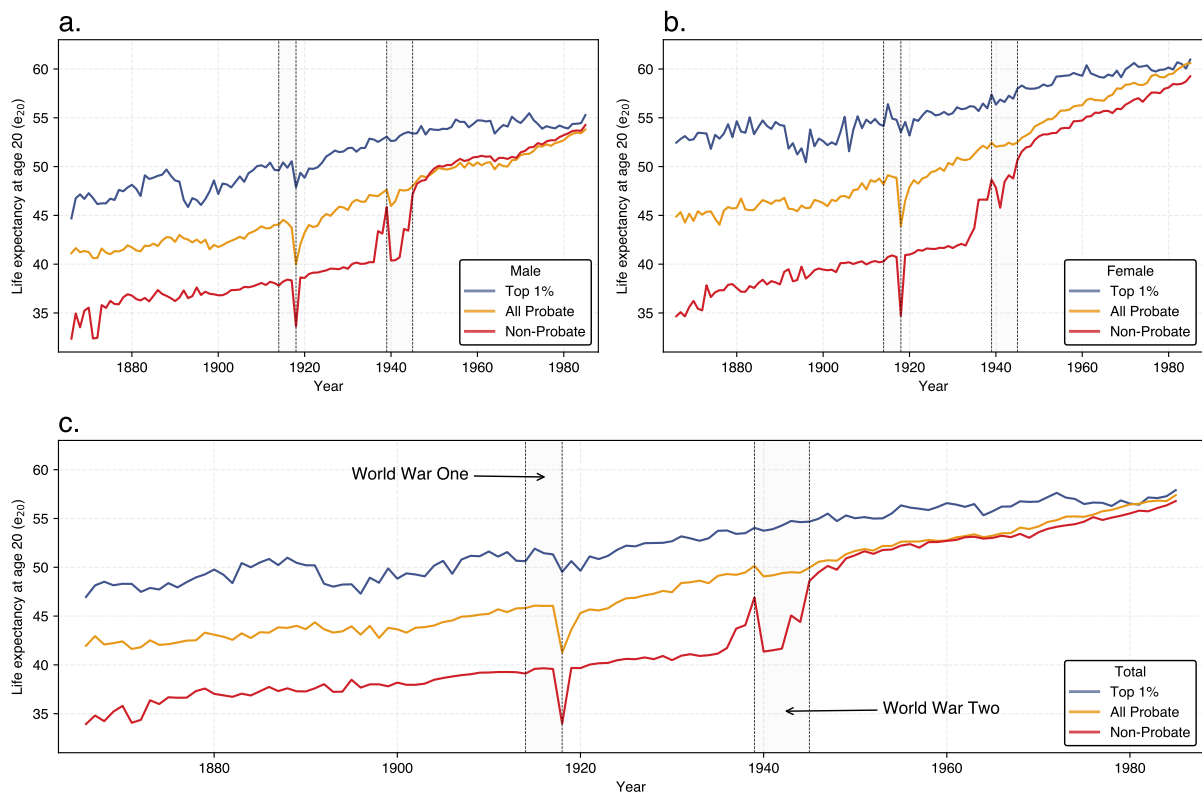 a.
60
55
50
45
40
35
Life expectancy at age 20 (e20)
1880 1900 1920 1940 1960 1980
Year
Male
Top 1%
All Probate
Non-Probate
b.
60
55
50
45
40
35
Life expectancy at age 20 (e20)
1880 1900 1920 1940 1960 1980
Year
Female
Top 1%
All Probate
Non-Probate
c.
60
55
50
45
40
35
Life expectancy at age 20 (e20)
World War One
World War Two
1880 1900 1920 1940 1960 1980
Year
Total
Top 1%
All Probate
Non-Probate